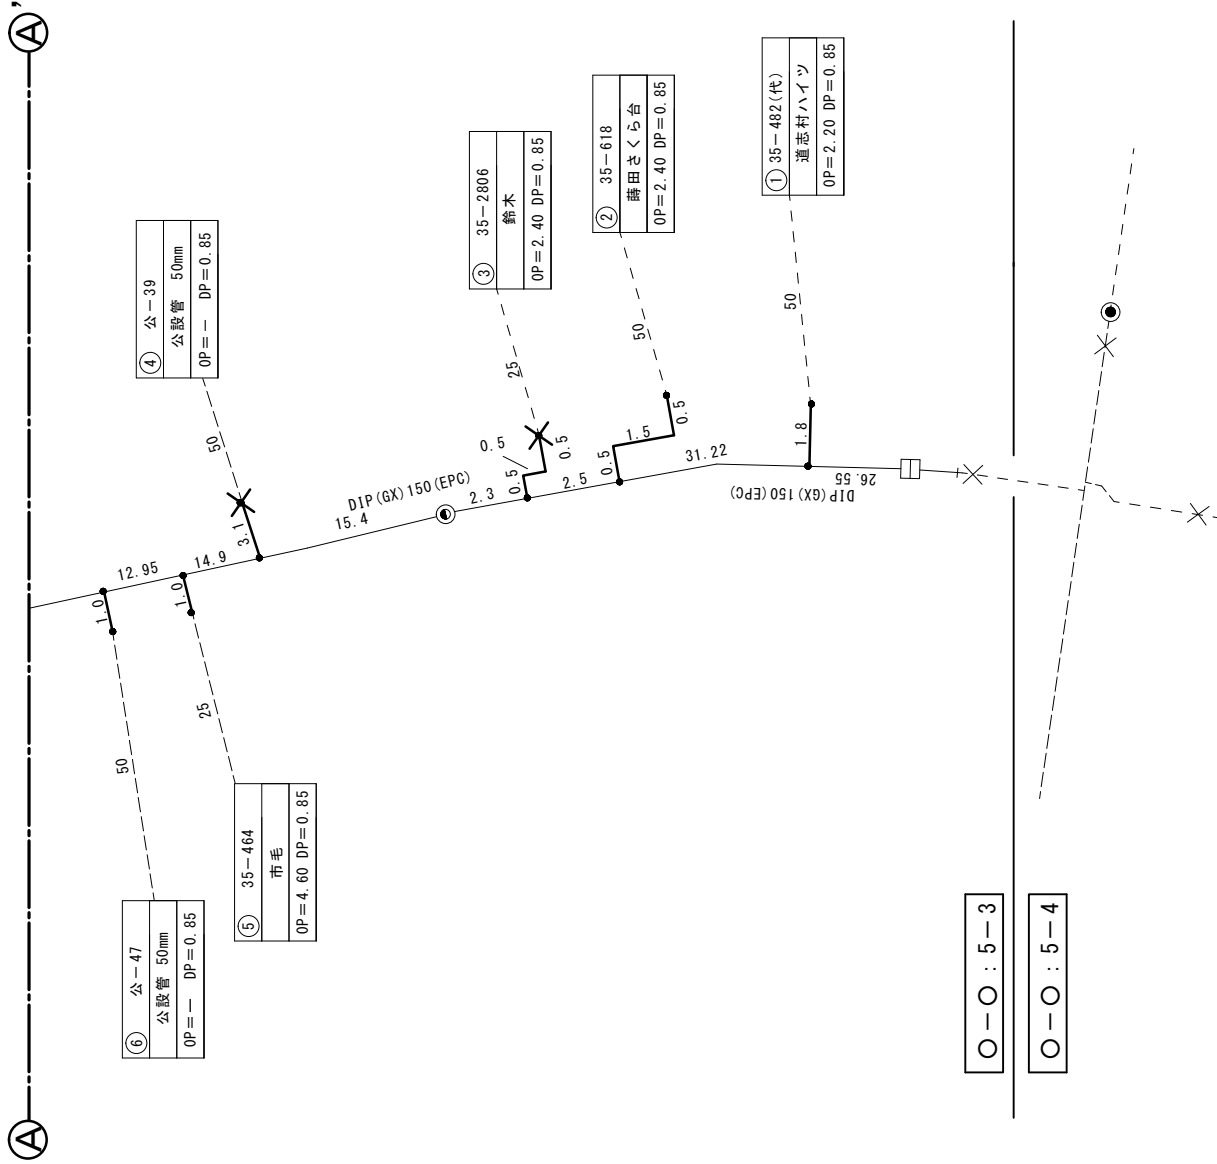 Ⓐ
Ⓐ'
⑥ 公-47
公設管 50mm
OP=- DP=0.85
50
1.0
12.95
⑤ 35-464
市毛
OP=4.60 DP=0.85
25
1.0
14.9
④ 公-39
公設管 50mm
OP=- DP=0.85
50
3.1
15.4
DIP(GX)150(EPC)
2.3
③ 35-2806
鈴木
OP=2.40 DP=0.85
25
0.5
0.5
0.5
2.5
② 35-618
蒔田さくら台
OP=2.40 DP=0.85
50
0.5
1.5
0.5
31.22
① 35-482(代)
道志村ハイツ
OP=2.20 DP=0.85
50
1.8
DIP(GX)150(EPC)
26.55
○-○:5-3
○-○:5-4